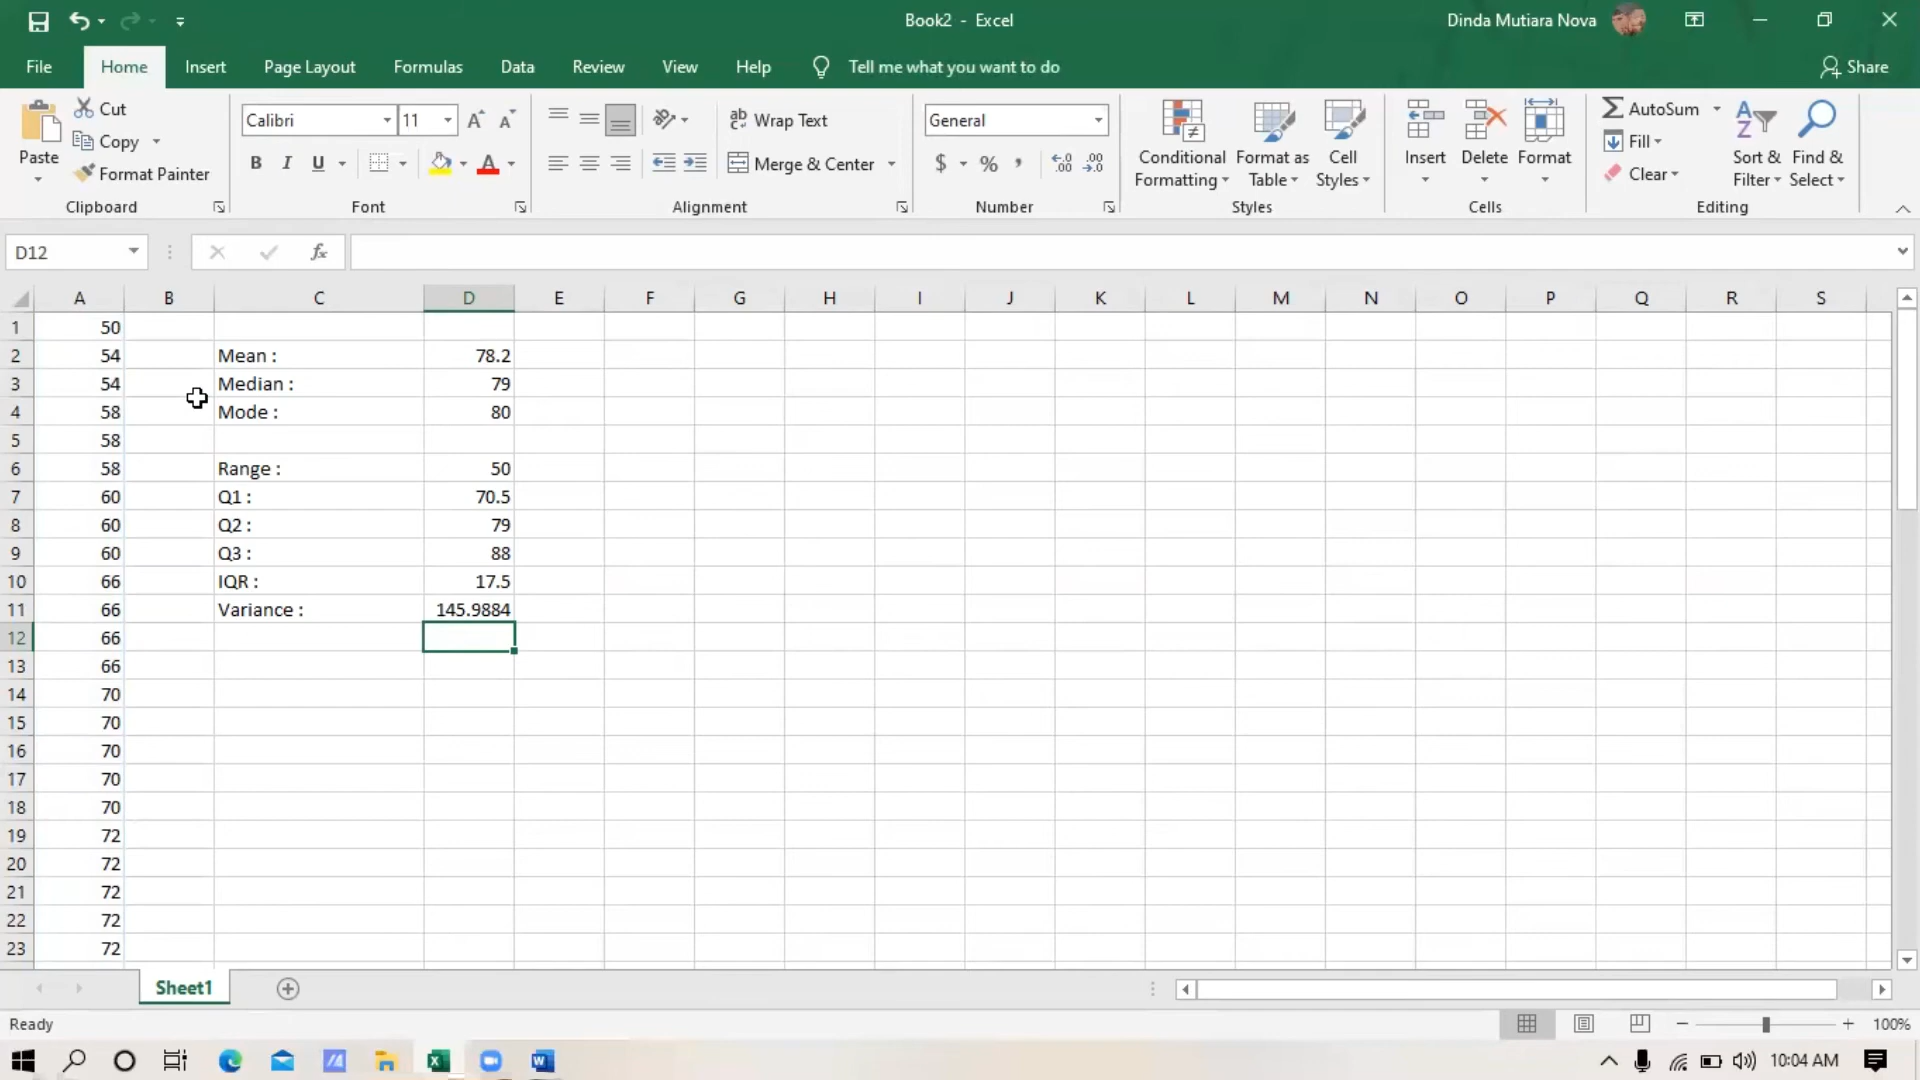 Book2 - Excel
Dinda Mutiara Nova
File Home Insert Page Layout Formulas Data Review View Help Tell me what you want to do Share
Paste
Cut
Copy
Format Painter
Clipboard
Calibri 11
B I U A
Font
ab Wrap Text
Merge & Center
Alignment
General
$ % , .00
Number
Conditional Formatting
Format as Table
Cell Styles
Styles
Insert Delete Format
Cells
AutoSum
Fill
Clear
Sort & Filter
Find & Select
Editing
D12 fx
A B C D E F G H I J K L M N O P Q R S
1 50
2 54 Mean : 78.2
3 54 Median : 79
4 58 Mode : 80
5 58
6 58 Range : 50
7 60 Q1 : 70.5
8 60 Q2 : 79
9 60 Q3 : 88
10 66 IQR : 17.5
11 66 Variance : 145.9884
12 66
13 66
14 70
15 70
16 70
17 70
18 70
19 72
20 72
21 72
22 72
23 72
Sheet1
Ready 100%
10:04 AM